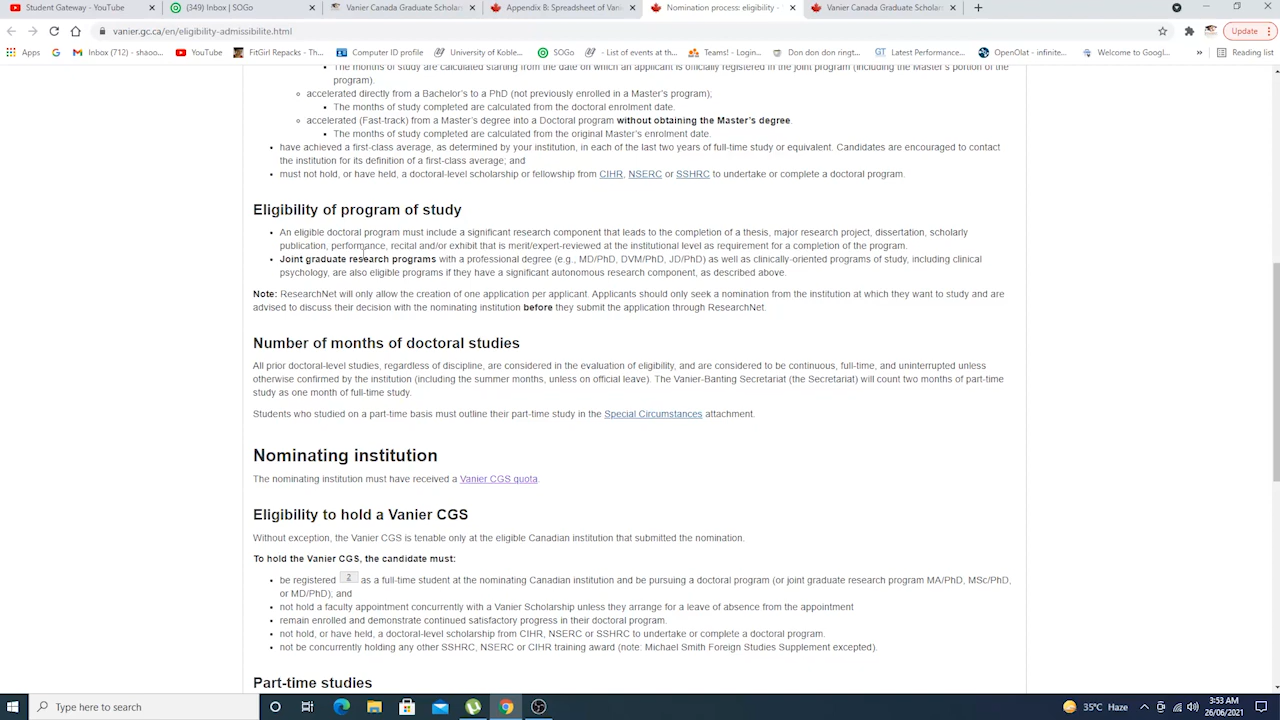 Student Gateway - YouTube
(349) Inbox | SOGo
Vanier Canada Graduate Scholar
Appendix B: Spreadsheet of Vani
Nomination process: eligibility -
Vanier Canada Graduate Scholar
vanier.gc.ca/en/eligibility-admissibilite.html
Update
Apps
Inbox (712) - shaoo...
YouTube
FitGirl Repacks - Th...
Computer ID profile
University of Koble...
SOGo
- List of events at th...
Teams! - Login...
Don don don ringt...
Latest Performance...
OpenOlat - infinite...
Welcome to Googl...
Reading list
The months of study are calculated starting from the date on which an applicant is officially registered in the joint program (including the Master's portion of the
program).
accelerated directly from a Bachelor's to a PhD (not previously enrolled in a Master's program);
The months of study completed are calculated from the doctoral enrolment date.
accelerated (Fast-track) from a Master's degree into a Doctoral program without obtaining the Master's degree.
The months of study completed are calculated from the original Master's enrolment date.
have achieved a first-class average, as determined by your institution, in each of the last two years of full-time study or equivalent. Candidates are encouraged to contact
the institution for its definition of a first-class average; and
must not hold, or have held, a doctoral-level scholarship or fellowship from CIHR, NSERC or SSHRC to undertake or complete a doctoral program.
Eligibility of program of study
An eligible doctoral program must include a significant research component that leads to the completion of a thesis, major research project, dissertation, scholarly
publication, performance, recital and/or exhibit that is merit/expert-reviewed at the institutional level as requirement for a completion of the program.
Joint graduate research programs with a professional degree (e.g., MD/PhD, DVM/PhD, JD/PhD) as well as clinically-oriented programs of study, including clinical
psychology, are also eligible programs if they have a significant autonomous research component, as described above.
Note: ResearchNet will only allow the creation of one application per applicant. Applicants should only seek a nomination from the institution at which they want to study and are
advised to discuss their decision with the nominating institution before they submit the application through ResearchNet.
Number of months of doctoral studies
All prior doctoral-level studies, regardless of discipline, are considered in the evaluation of eligibility, and are considered to be continuous, full-time, and uninterrupted unless
otherwise confirmed by the institution (including the summer months, unless on official leave). The Vanier-Banting Secretariat (the Secretariat) will count two months of part-time
study as one month of full-time study.
Students who studied on a part-time basis must outline their part-time study in the Special Circumstances attachment.
Nominating institution
The nominating institution must have received a Vanier CGS quota.
Eligibility to hold a Vanier CGS
Without exception, the Vanier CGS is tenable only at the eligible Canadian institution that submitted the nomination.
To hold the Vanier CGS, the candidate must:
be registered 2 as a full-time student at the nominating Canadian institution and be pursuing a doctoral program (or joint graduate research program MA/PhD, MSc/PhD,
or MD/PhD); and
not hold a faculty appointment concurrently with a Vanier Scholarship unless they arrange for a leave of absence from the appointment
remain enrolled and demonstrate continued satisfactory progress in their doctoral program.
not hold, or have held, a doctoral-level scholarship from CIHR, NSERC or SSHRC to undertake or complete a doctoral program.
not be concurrently holding any other SSHRC, NSERC or CIHR training award (note: Michael Smith Foreign Studies Supplement excepted).
Part-time studies
Type here to search
35°C Haze
3:53 AM
26/06/2021